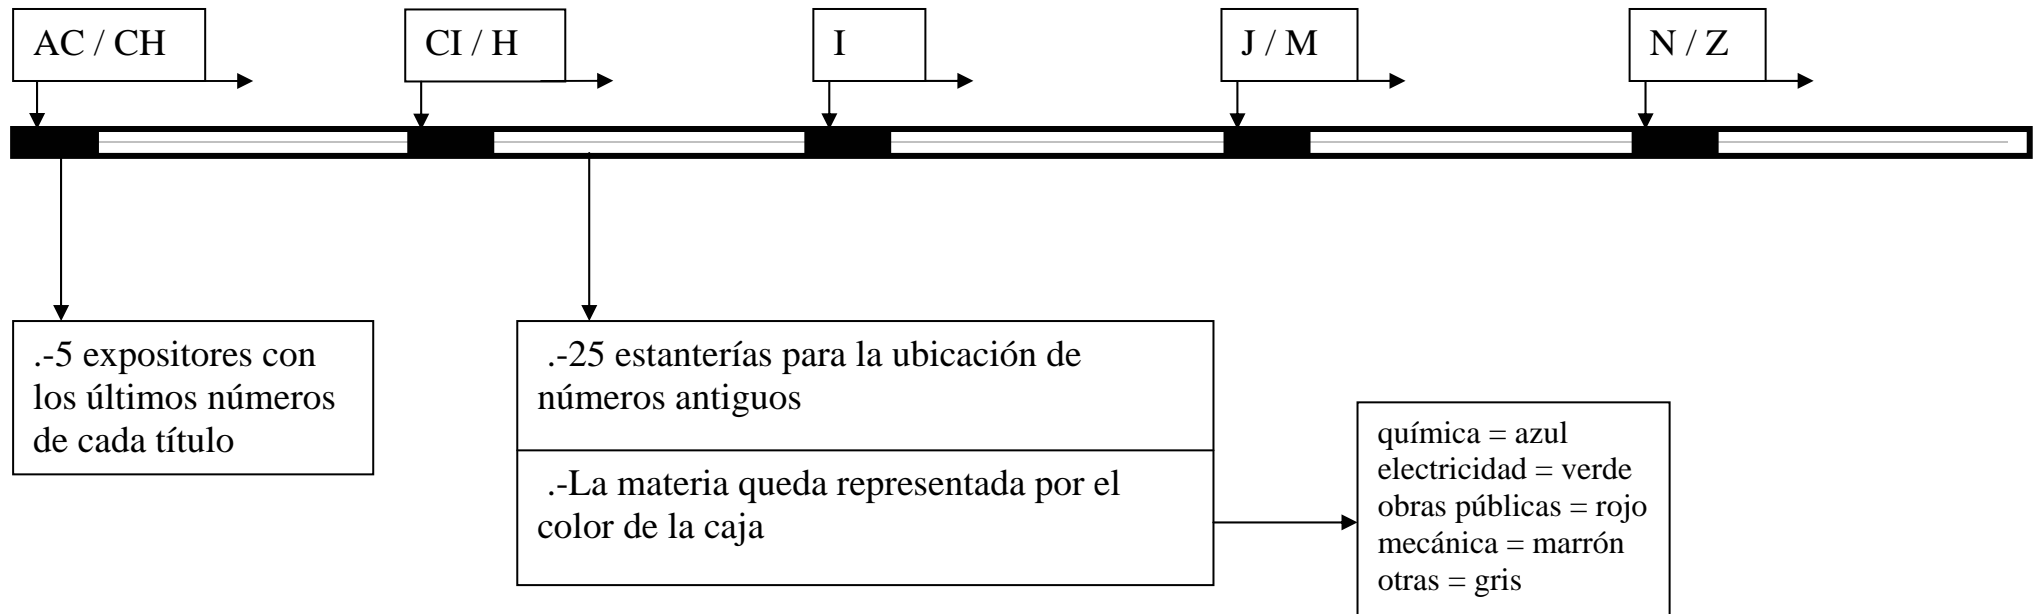 AC / CH
CI / H
I
J / M
N / Z
.-5 expositores con
los últimos números
de cada título
.-25 estanterías para la ubicación de
números antiguos
.-La materia queda representada por el
color de la caja
química = azul
electricidad = verde
obras públicas = rojo
mecánica = marrón
otras = gris